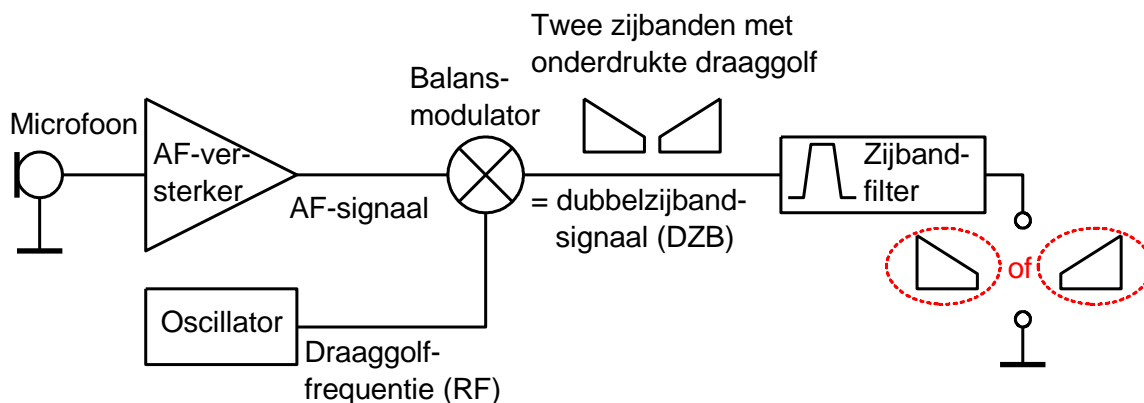 Twee zijbanden met
onderdrukte draaggolf
Balans-
modulator
Microfoon
AF-ver-
sterker
AF-signaal
= dubbelzijband-
signaal (DZB)
Zijband-
filter
of
Oscillator
Draaggolf-
frequentie (RF)